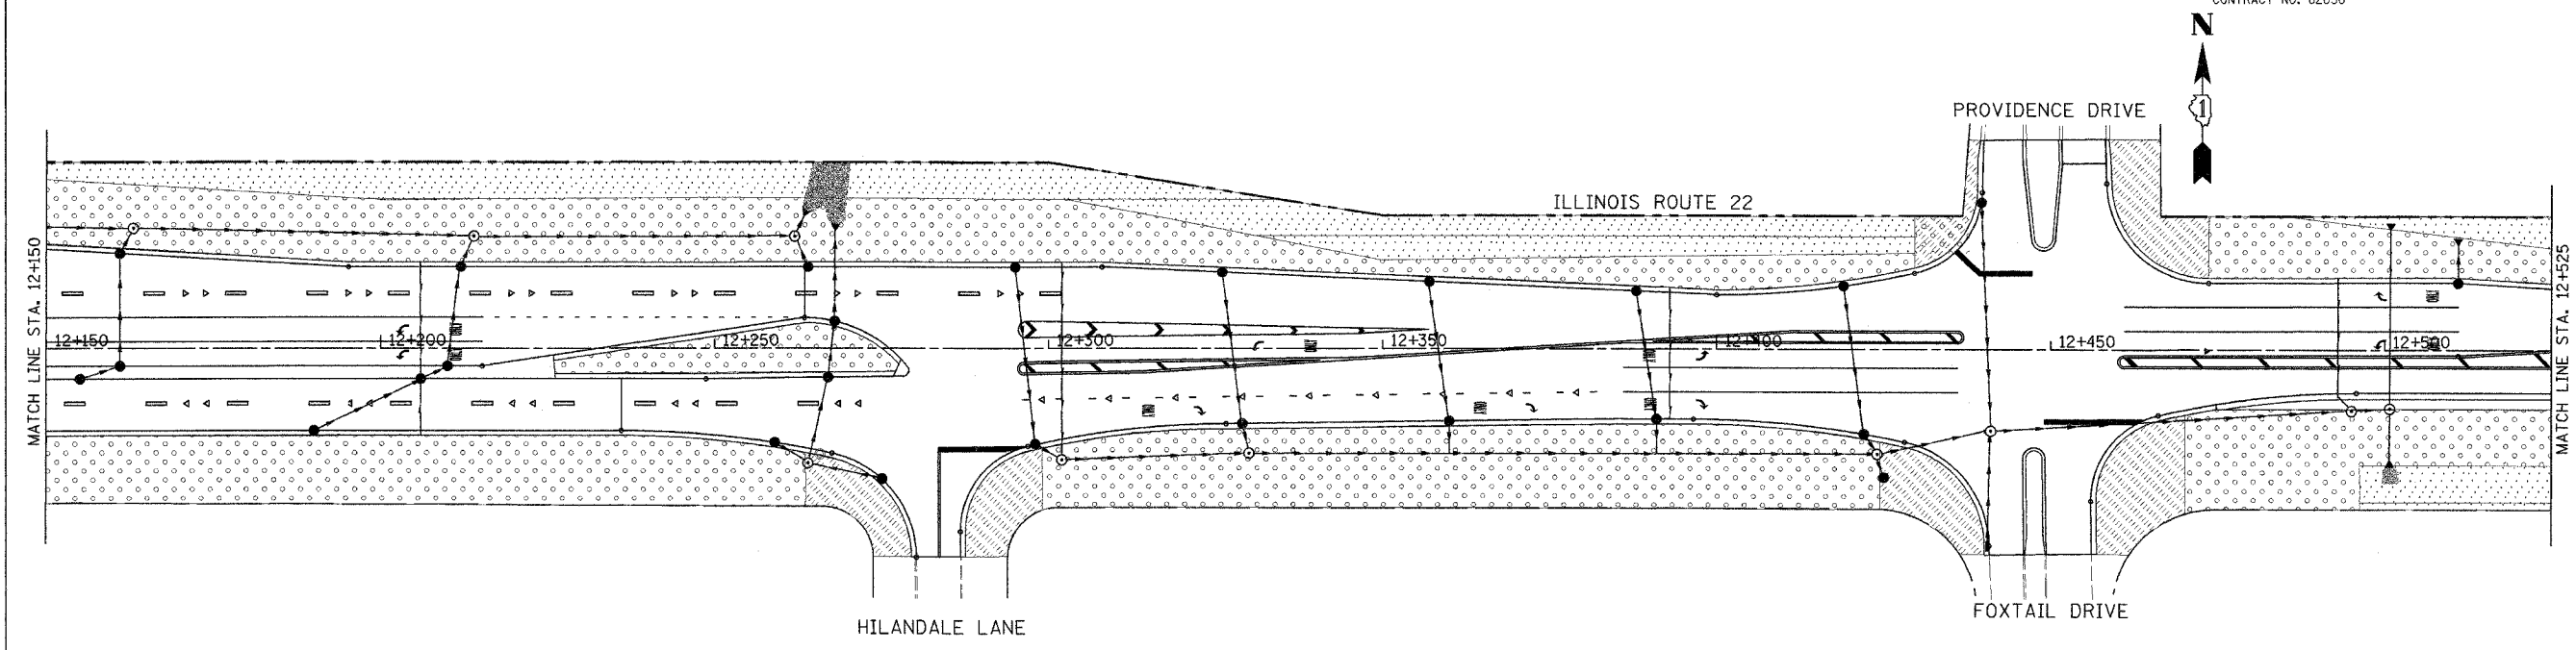 CONTRACT NO. 62896
N
1
PROVIDENCE DRIVE
ILLINOIS ROUTE 22
MATCH LINE STA. 12+150
12+150
12+200
12+250
12+300
12+350
12+400
12+450
12+500
MATCH LINE STA. 12+525
HILANDALE LANE
FOXTAIL DRIVE